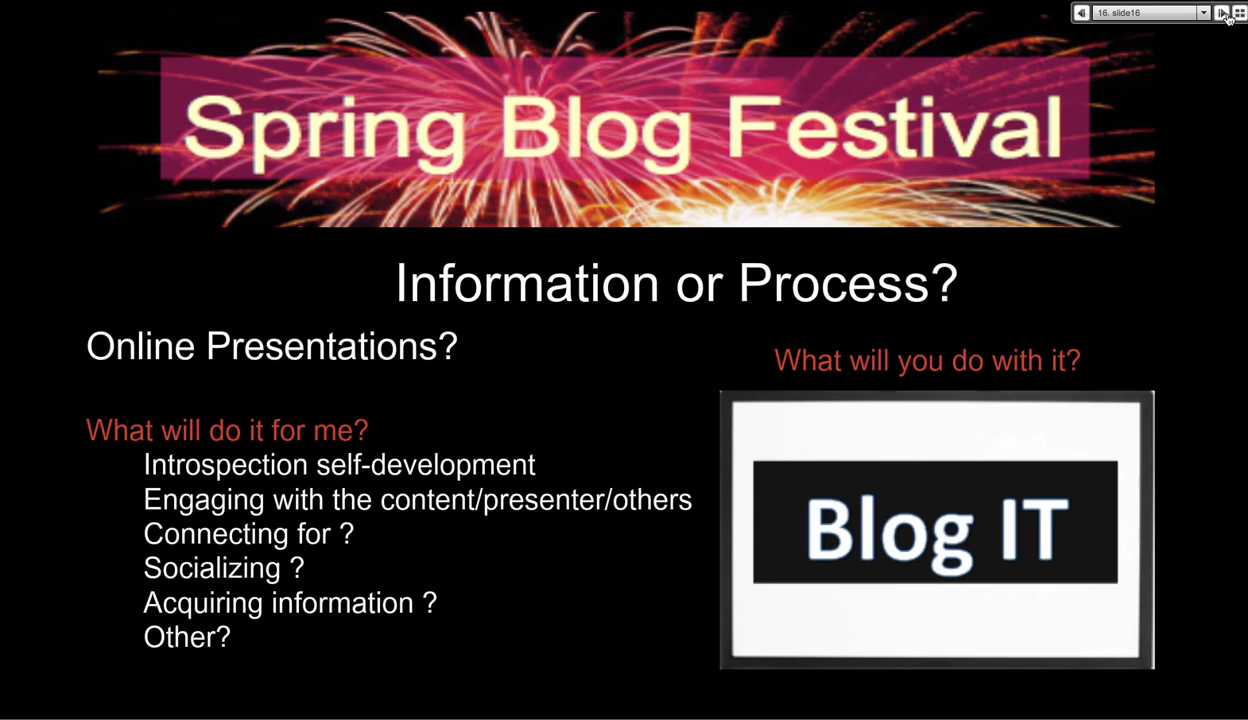 16. slide16
Spring Blog Festival
Information or Process?
Online Presentations?
What will do it for me?
Introspection self-development
Engaging with the content/presenter/others
Connecting for ?
Socializing ?
Acquiring information ?
Other?
What will you do with it?
Blog IT